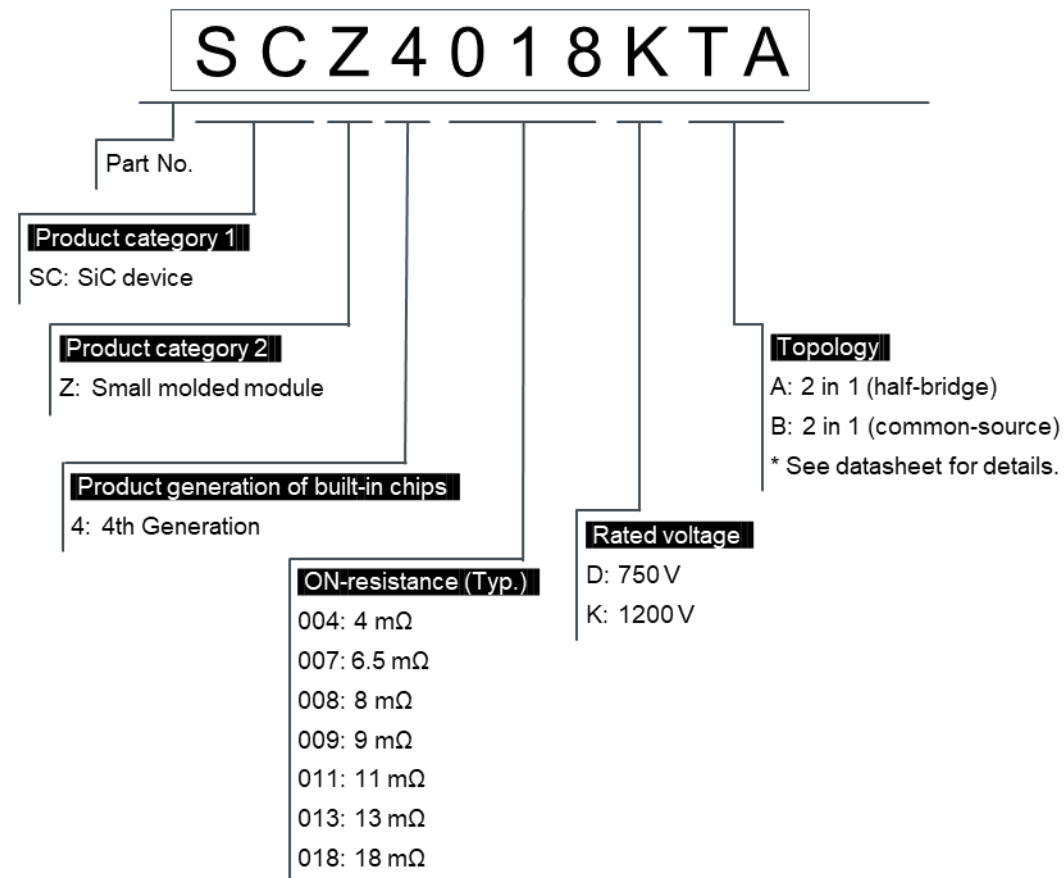 SCZ4018KTA
Part No.
Product category 1
SC: SiC device
Product category 2
Z: Small molded module
Product generation of built-in chips
4: 4th Generation
ON-resistance (Typ.)
004: 4 mΩ
007: 6.5 mΩ
008: 8 mΩ
009: 9 mΩ
011: 11 mΩ
013: 13 mΩ
018: 18 mΩ
Rated voltage
D: 750 V
K: 1200 V
Topology
A: 2 in 1 (half-bridge)
B: 2 in 1 (common-source)
* See datasheet for details.